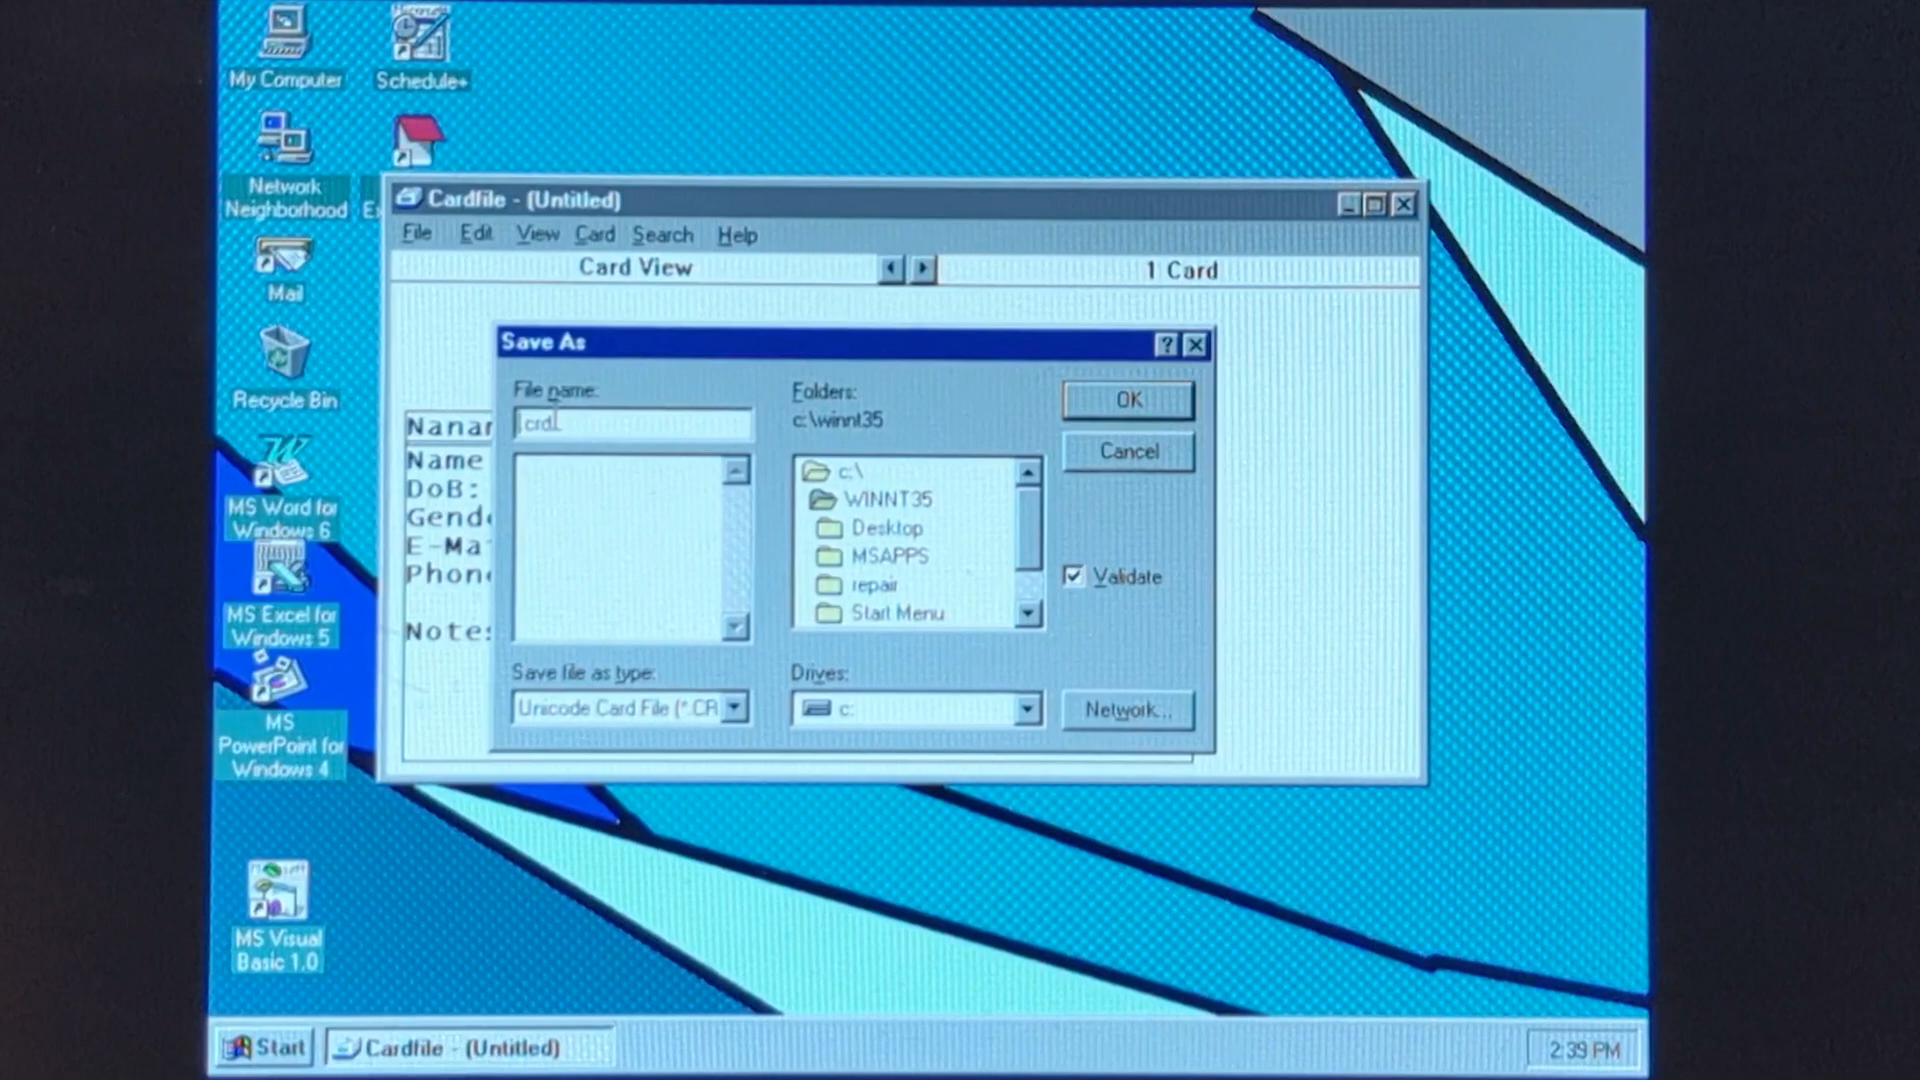 My Computer
Schedule+
Network
Neighborhood
Mail
Recycle Bin
MS Word for
Windows 6
MS Excel for
Windows 5
MS
PowerPoint for
Windows 4
MS Visual
Basic 1.0
Cardfile - (Untitled)
File Edit View Card Search Help
Card View
1 Card
Name
DoB:
E-Ma
Save As
File name:
.crd
Folders:
c:\winnt35
OK
Cancel
c:\
WINNT35
Desktop
MSAPPS
repair
Start Menu
Validate
Save file as type:
Unicode Card File (*.CR
Drives:
c:
Network...
Start
Cardfile - (Untitled)
2:39 PM